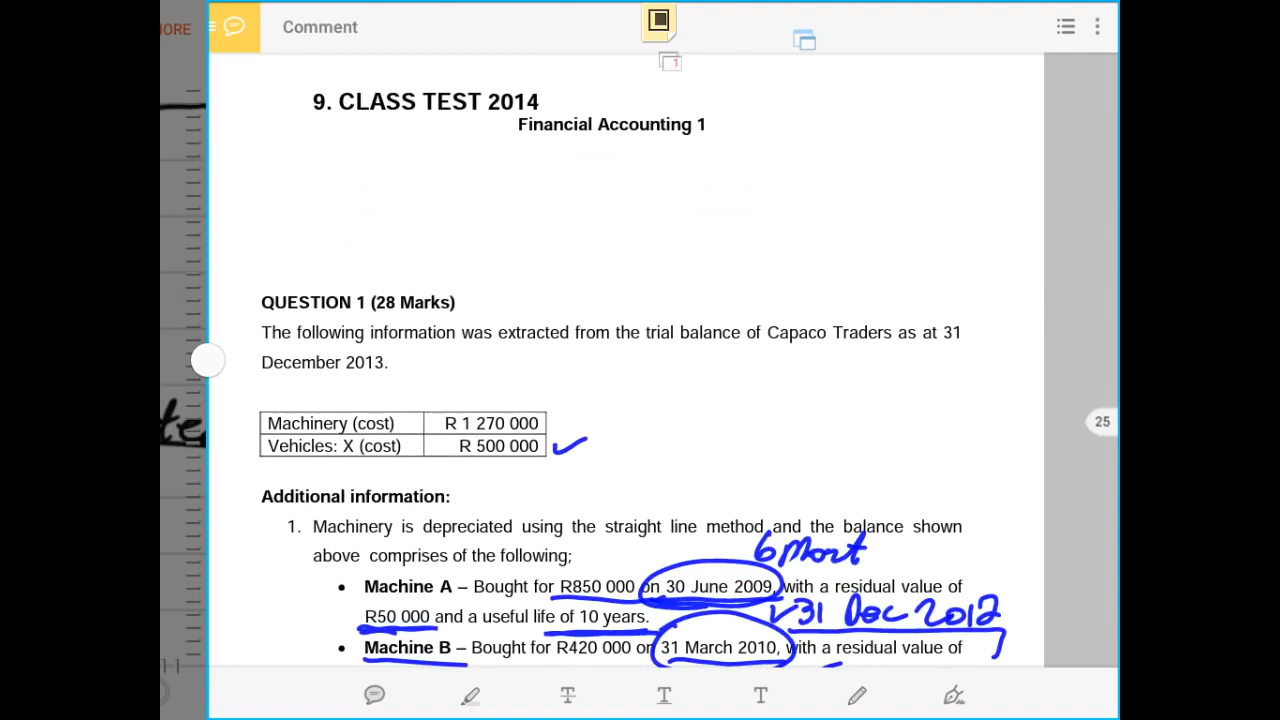 ORE
Comment
1
9. CLASS TEST 2014
Financial Accounting 1
QUESTION 1 (28 Marks)
The following information was extracted from the trial balance of Capaco Traders as at 31
December 2013.
Machinery (cost) R 1 270 000
Vehicles: X (cost) R 500 000
25
Additional information:
1. Machinery is depreciated using the straight line method and the balance shown
above comprises of the following;
6 Mont
• Machine A – Bought for R850 000 on 30 June 2009, with a residual value of
31 Dec 2012
R50 000 and a useful life of 10 years.
• Machine B – Bought for R420 000 on 31 March 2010, with a residual value of
T T T